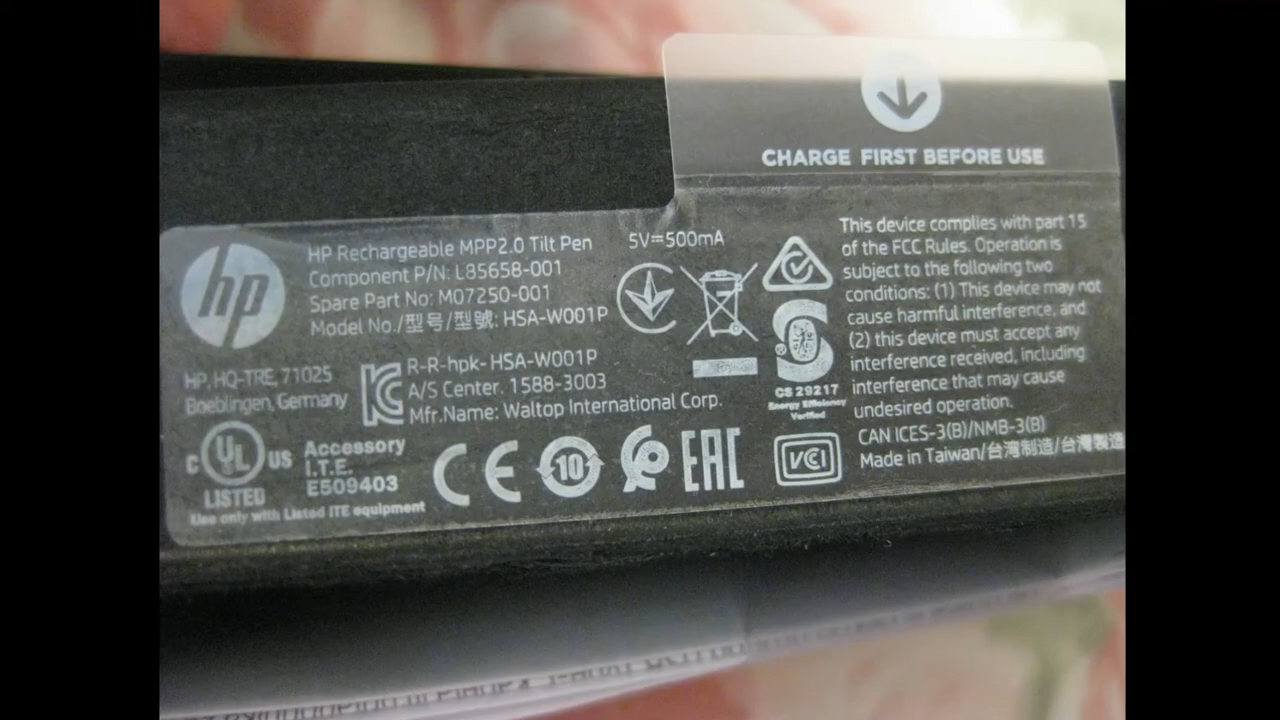 CHARGE FIRST BEFORE USE
hp
HP Rechargeable MPP2.0 Tilt Pen
Component P/N: L85658-001
Spare Part No: M07250-001
Model No./型号/型號: HSA-W001P
5V⎓500mA
HP, HQ-TRE, 71025
Boeblingen, Germany
R-R-hpk-HSA-W001P
A/S Center. 1588-3003
Mfr.Name: Waltop International Corp.
C UL US
LISTED
Accessory
I.T.E.
E509403
Use only with Listed ITE equipment
CE
10
EAC
CS 29217
Energy Efficiency
Verified
VCI
This device complies with part 15
of the FCC Rules. Operation is
subject to the following two
conditions: (1) This device may not
cause harmful interference, and
(2) this device must accept any
interference received, including
interference that may cause
undesired operation.
CAN ICES-3(B)/NMB-3(B)
Made in Taiwan/台湾制造/台灣製造